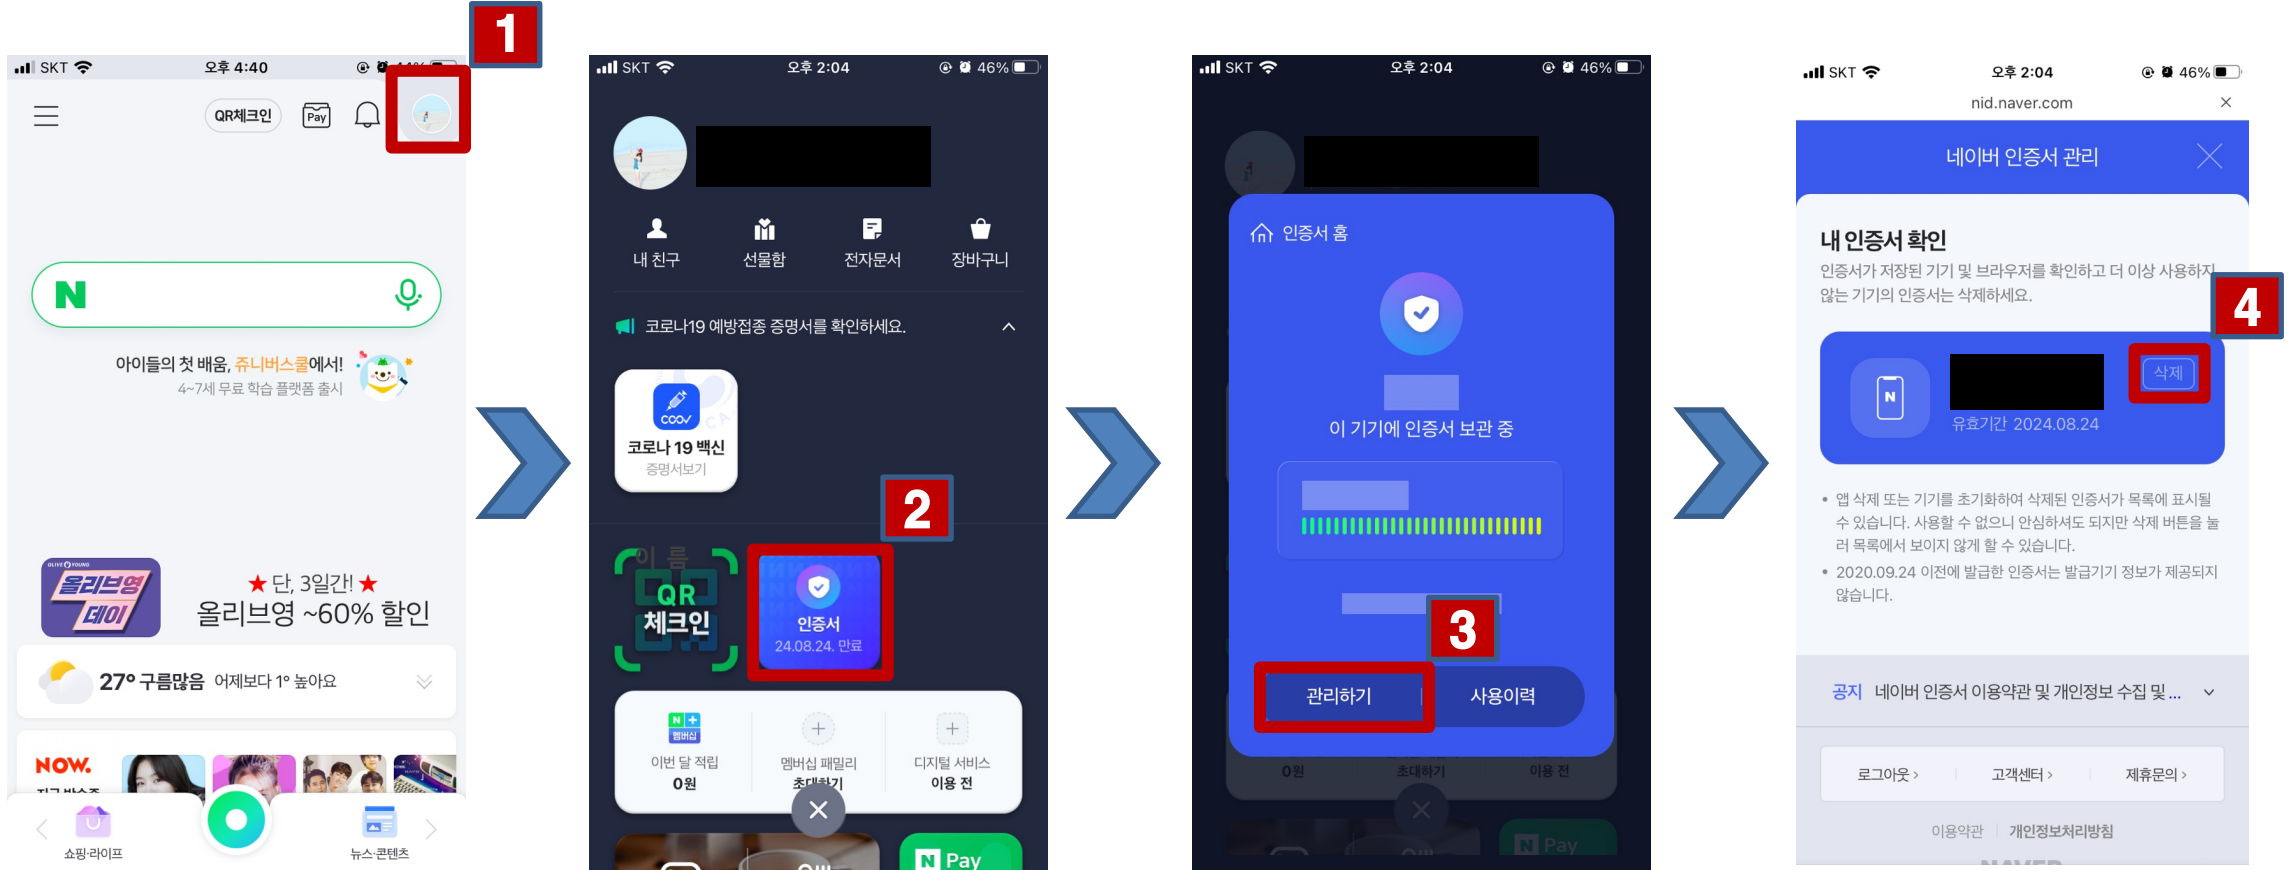 1
SKT 오후 4:40
QR체크인 Pay
N
아이들의 첫 배움, 쥬니버스쿨에서!
4~7세 무료 학습 플랫폼 출시
OLIVE YOUNG
올리브영
데이
★ 단, 3일간! ★
올리브영 ~60% 할인
27° 구름많음 어제보다 1° 높아요
NOW.
쇼핑·라이프
뉴스·콘텐츠
SKT 오후 2:04 46%
내 친구 선물함 전자문서 장바구니
코로나19 예방접종 증명서를 확인하세요.
COOV
코로나 19 백신
증명서보기
2
이 름
QR
체크인
인증서
24.08.24. 만료
N +
멤버십
이번 달 적립 멤버십 패밀리 디지털 서비스
0원 초대하기 이용 전
N Pay
SKT 오후 2:04 46%
인증서 홈
이 기기에 인증서 보관 중
3
관리하기 사용이력
0원 초대하기 이용 전
N Pay
SKT 오후 2:04 46%
nid.naver.com
네이버 인증서 관리
내 인증서 확인
인증서가 저장된 기기 및 브라우저를 확인하고 더 이상 사용하지
않는 기기의 인증서는 삭제하세요.
4
삭제
N
유효기간 2024.08.24
• 앱 삭제 또는 기기를 초기화하여 삭제된 인증서가 목록에 표시될
수 있습니다. 사용할 수 없으니 안심하셔도 되지만 삭제 버튼을 눌
러 목록에서 보이지 않게 할 수 있습니다.
• 2020.09.24 이전에 발급한 인증서는 발급기기 정보가 제공되지
않습니다.
공지 네이버 인증서 이용약관 및 개인정보 수집 및 ...
로그아웃 > 고객센터 > 제휴문의 >
이용약관 개인정보처리방침
NAVER